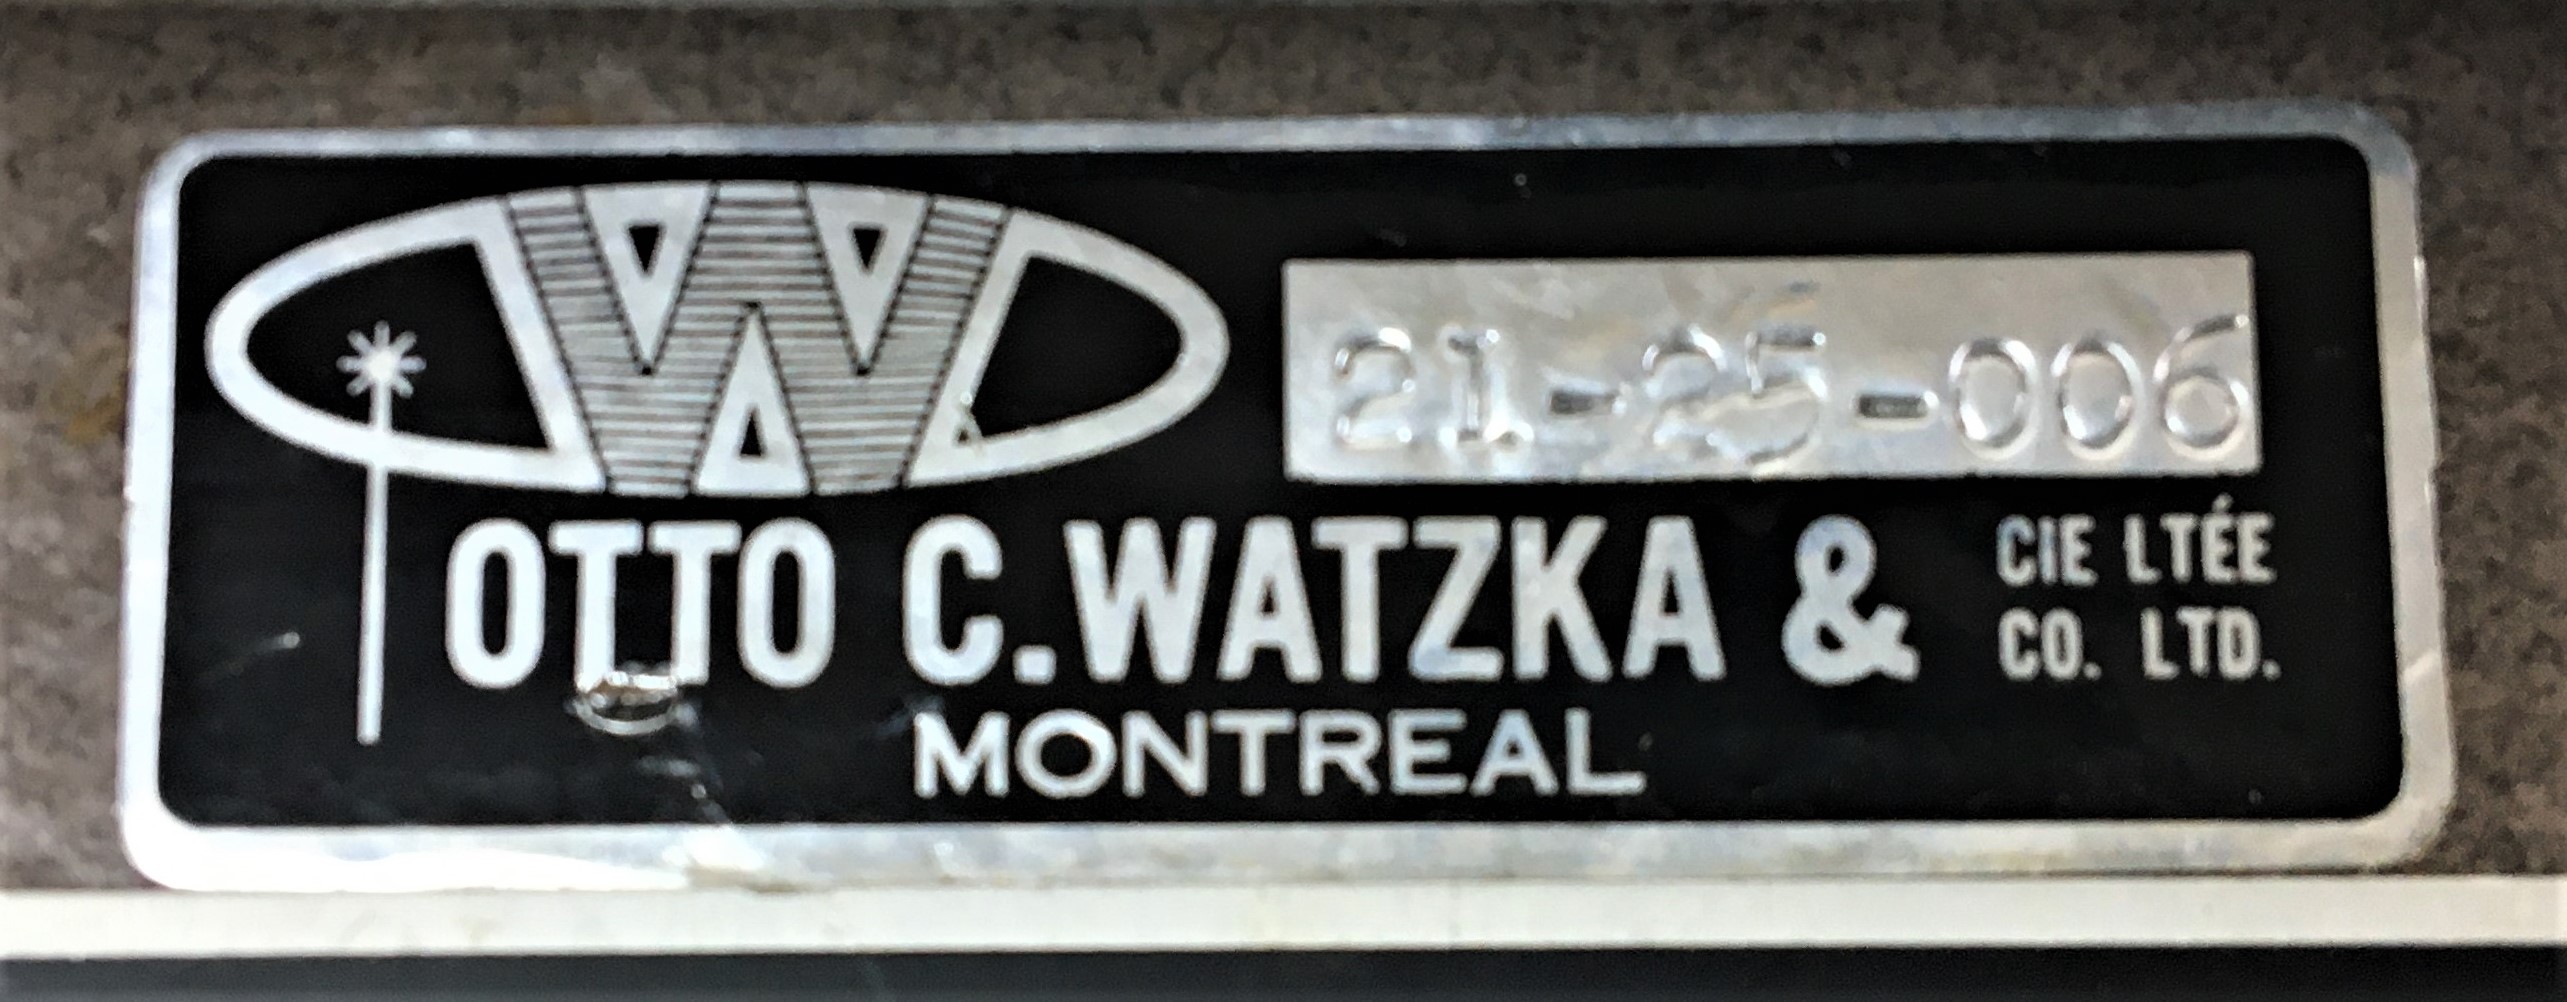 W
21-25-006
OTTO C. WATZKA & CIE LTÉE
CO. LTD.
MONTREAL